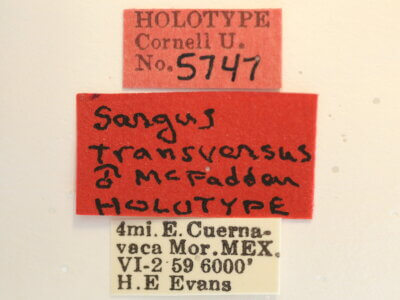 HOLOTYPE
Cornell U.
No. 5747
Sargus
transversus
♂ McFadden
HOLOTYPE
4mi. E. Cuerna-
vaca Mor. MEX.
VI-2 59 6000'
H.E Evans